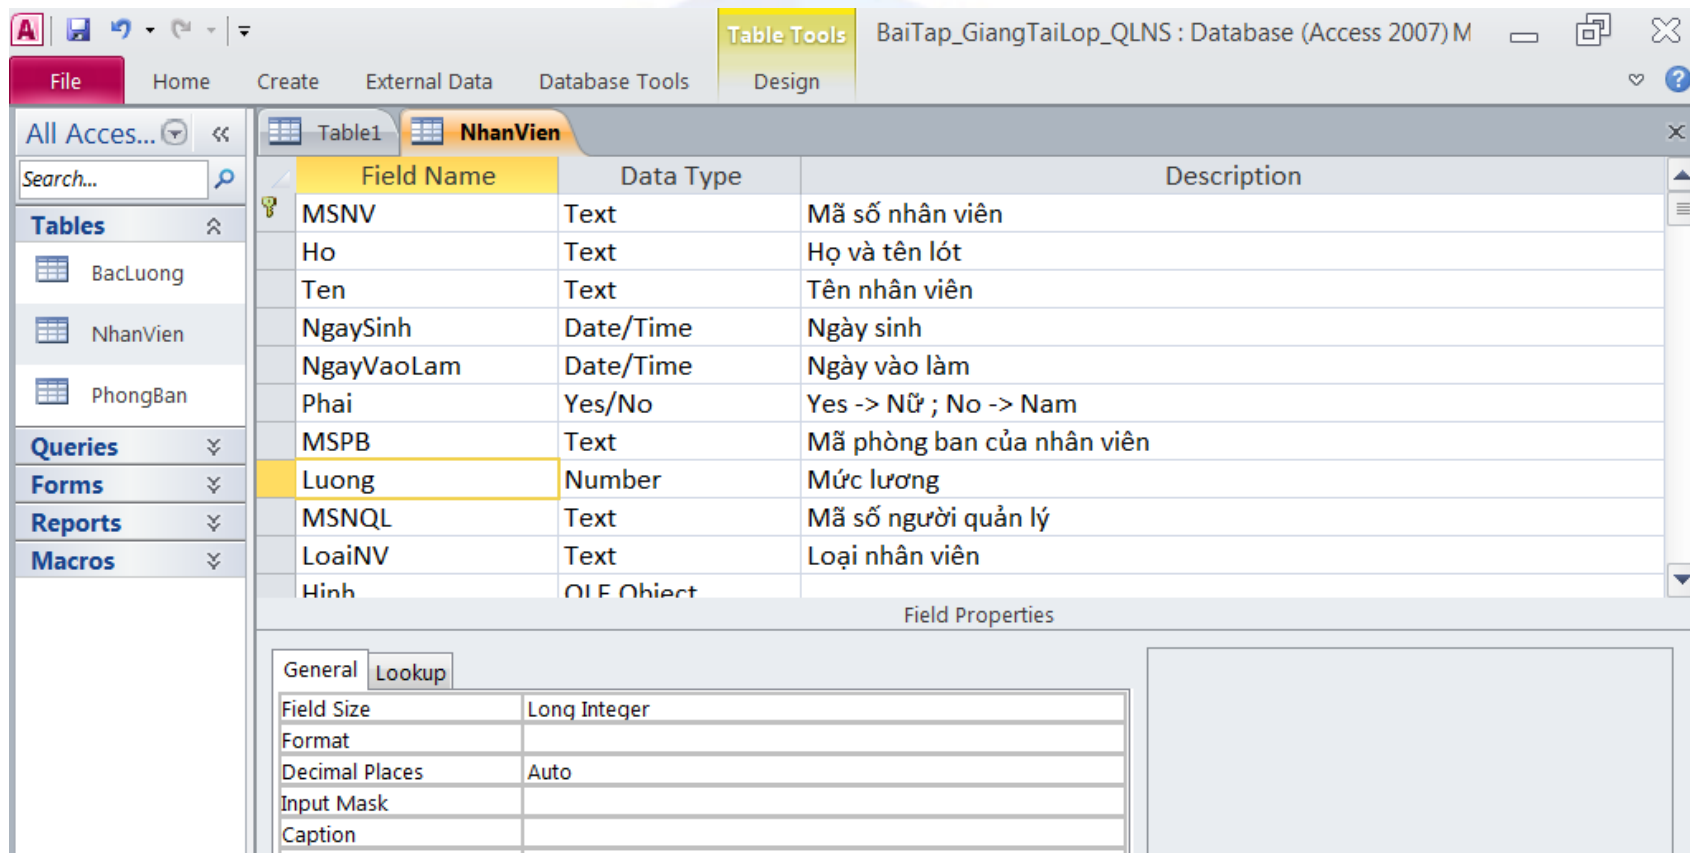 A
Table Tools
BaiTap_GiangTaiLop_QLNS : Database (Access 2007) M
File Home Create External Data Database Tools Design
All Acces...
Search...
Tables
BacLuong
NhanVien
PhongBan
Queries
Forms
Reports
Macros
Table1 NhanVien
Field Name Data Type Description
MSNV Text Mã số nhân viên
Ho Text Họ và tên lót
Ten Text Tên nhân viên
NgaySinh Date/Time Ngày sinh
NgayVaoLam Date/Time Ngày vào làm
Phai Yes/No Yes -> Nữ ; No -> Nam
MSPB Text Mã phòng ban của nhân viên
Luong Number Mức lương
MSNQL Text Mã số người quản lý
LoaiNV Text Loại nhân viên
Hinh OLE Object
Field Properties
General Lookup
Field Size Long Integer
Format
Decimal Places Auto
Input Mask
Caption